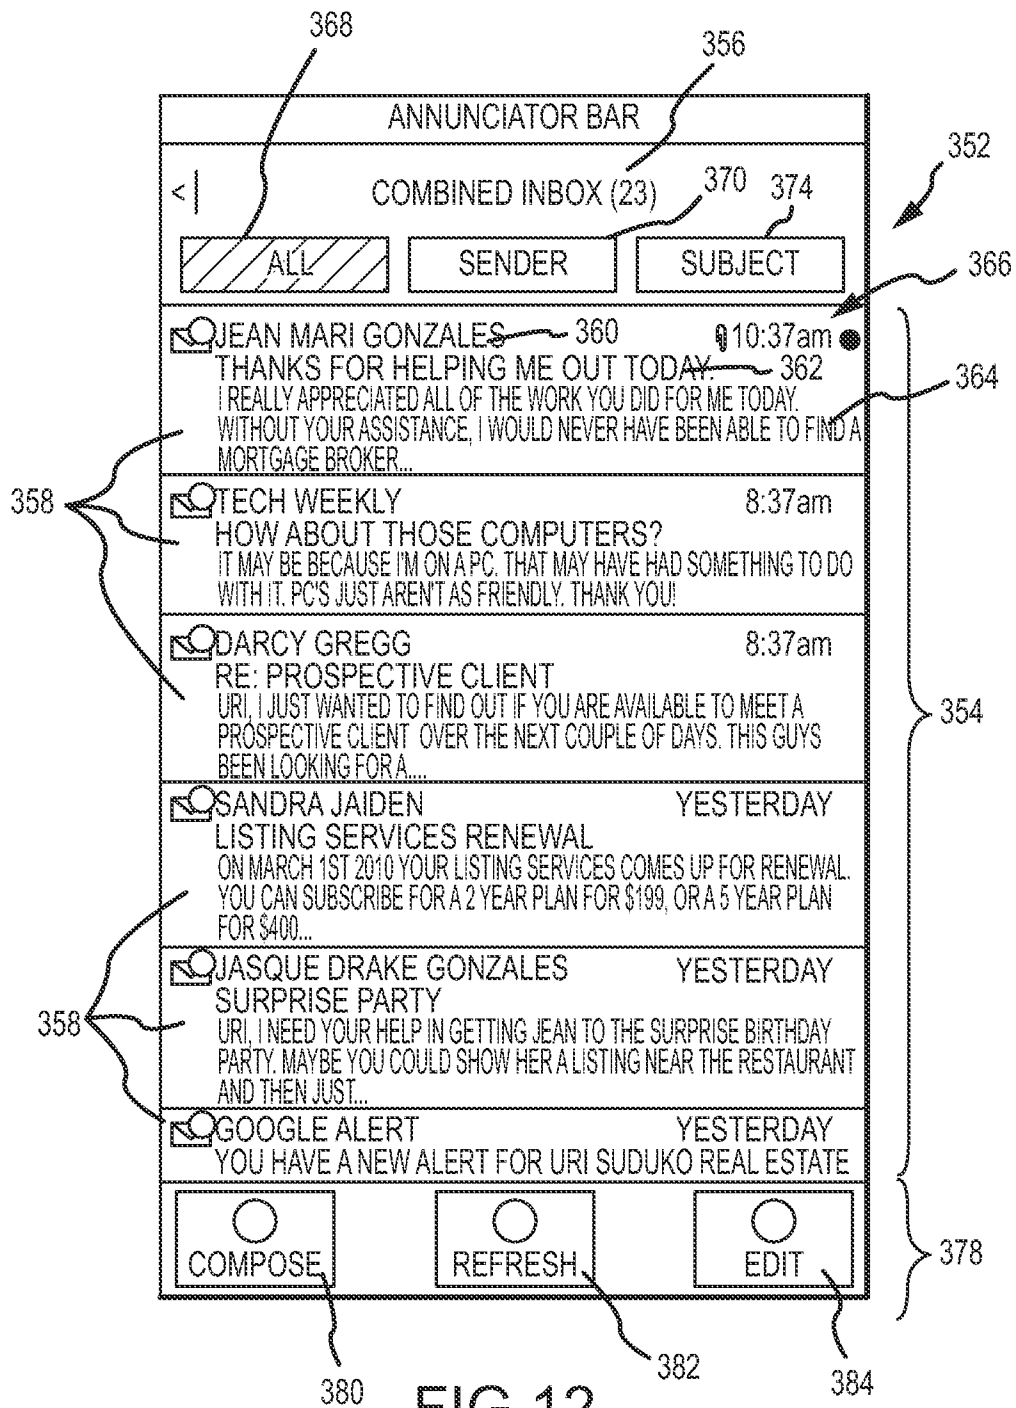 368
356
ANNUNCIATOR BAR
352
<|
COMBINED INBOX (23)
370
374
ALL
SENDER
SUBJECT
366
JEAN MARI GONZALES
360
10:37am
THANKS FOR HELPING ME OUT TODAY.
362
364
I REALLY APPRECIATED ALL OF THE WORK YOU DID FOR ME TODAY.
WITHOUT YOUR ASSISTANCE, I WOULD NEVER HAVE BEEN ABLE TO FIND A
MORTGAGE BROKER...
358
TECH WEEKLY
8:37am
HOW ABOUT THOSE COMPUTERS?
IT MAY BE BECAUSE I'M ON A PC. THAT MAY HAVE HAD SOMETHING TO DO
WITH IT. PC'S JUST AREN'T AS FRIENDLY. THANK YOU!
DARCY GREGG
8:37am
RE: PROSPECTIVE CLIENT
URI, I JUST WANTED TO FIND OUT IF YOU ARE AVAILABLE TO MEET A
PROSPECTIVE CLIENT OVER THE NEXT COUPLE OF DAYS. THIS GUYS
BEEN LOOKING FOR A....
354
SANDRA JAIDEN
YESTERDAY
LISTING SERVICES RENEWAL
ON MARCH 1ST 2010 YOUR LISTING SERVICES COMES UP FOR RENEWAL.
YOU CAN SUBSCRIBE FOR A 2 YEAR PLAN FOR $199, OR A 5 YEAR PLAN
FOR $400...
JASQUE DRAKE GONZALES
YESTERDAY
SURPRISE PARTY
358
URI, I NEED YOUR HELP IN GETTING JEAN TO THE SURPRISE BIRTHDAY
PARTY. MAYBE YOU COULD SHOW HER A LISTING NEAR THE RESTAURANT
AND THEN JUST...
GOOGLE ALERT
YESTERDAY
YOU HAVE A NEW ALERT FOR URI SUDUKO REAL ESTATE
COMPOSE
REFRESH
EDIT
378
380
382
384
FIG. 12